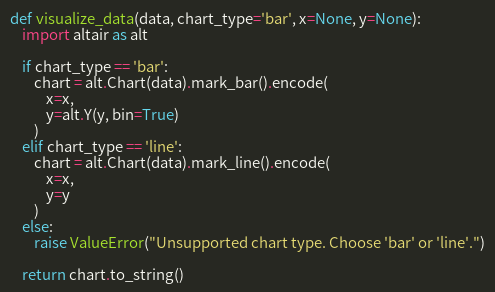 def visualize_data(data, chart_type='bar', x=None, y=None):
    import altair as alt

    if chart_type == 'bar':
        chart = alt.Chart(data).mark_bar().encode(
            x=x,
            y=alt.Y(y, bin=True)
        )
    elif chart_type == 'line':
        chart = alt.Chart(data).mark_line().encode(
            x=x,
            y=y
        )
    else:
        raise ValueError("Unsupported chart type. Choose 'bar' or 'line'.")

    return chart.to_string()